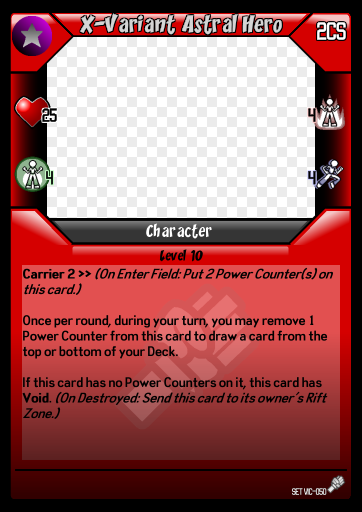 X-Variant Astral Hero
2CS
25
4
4
4
Character
Level 10
Carrier 2 >> (On Enter Field: Put 2 Power Counter(s) on
this card.)
Once per round, during your turn, you may remove 1
Power Counter from this card to draw a card from the
top or bottom of your Deck.
If this card has no Power Counters on it, this card has
Void. (On Destroyed: Send this card to its owner's Rift
Zone.)
SET VIC-050